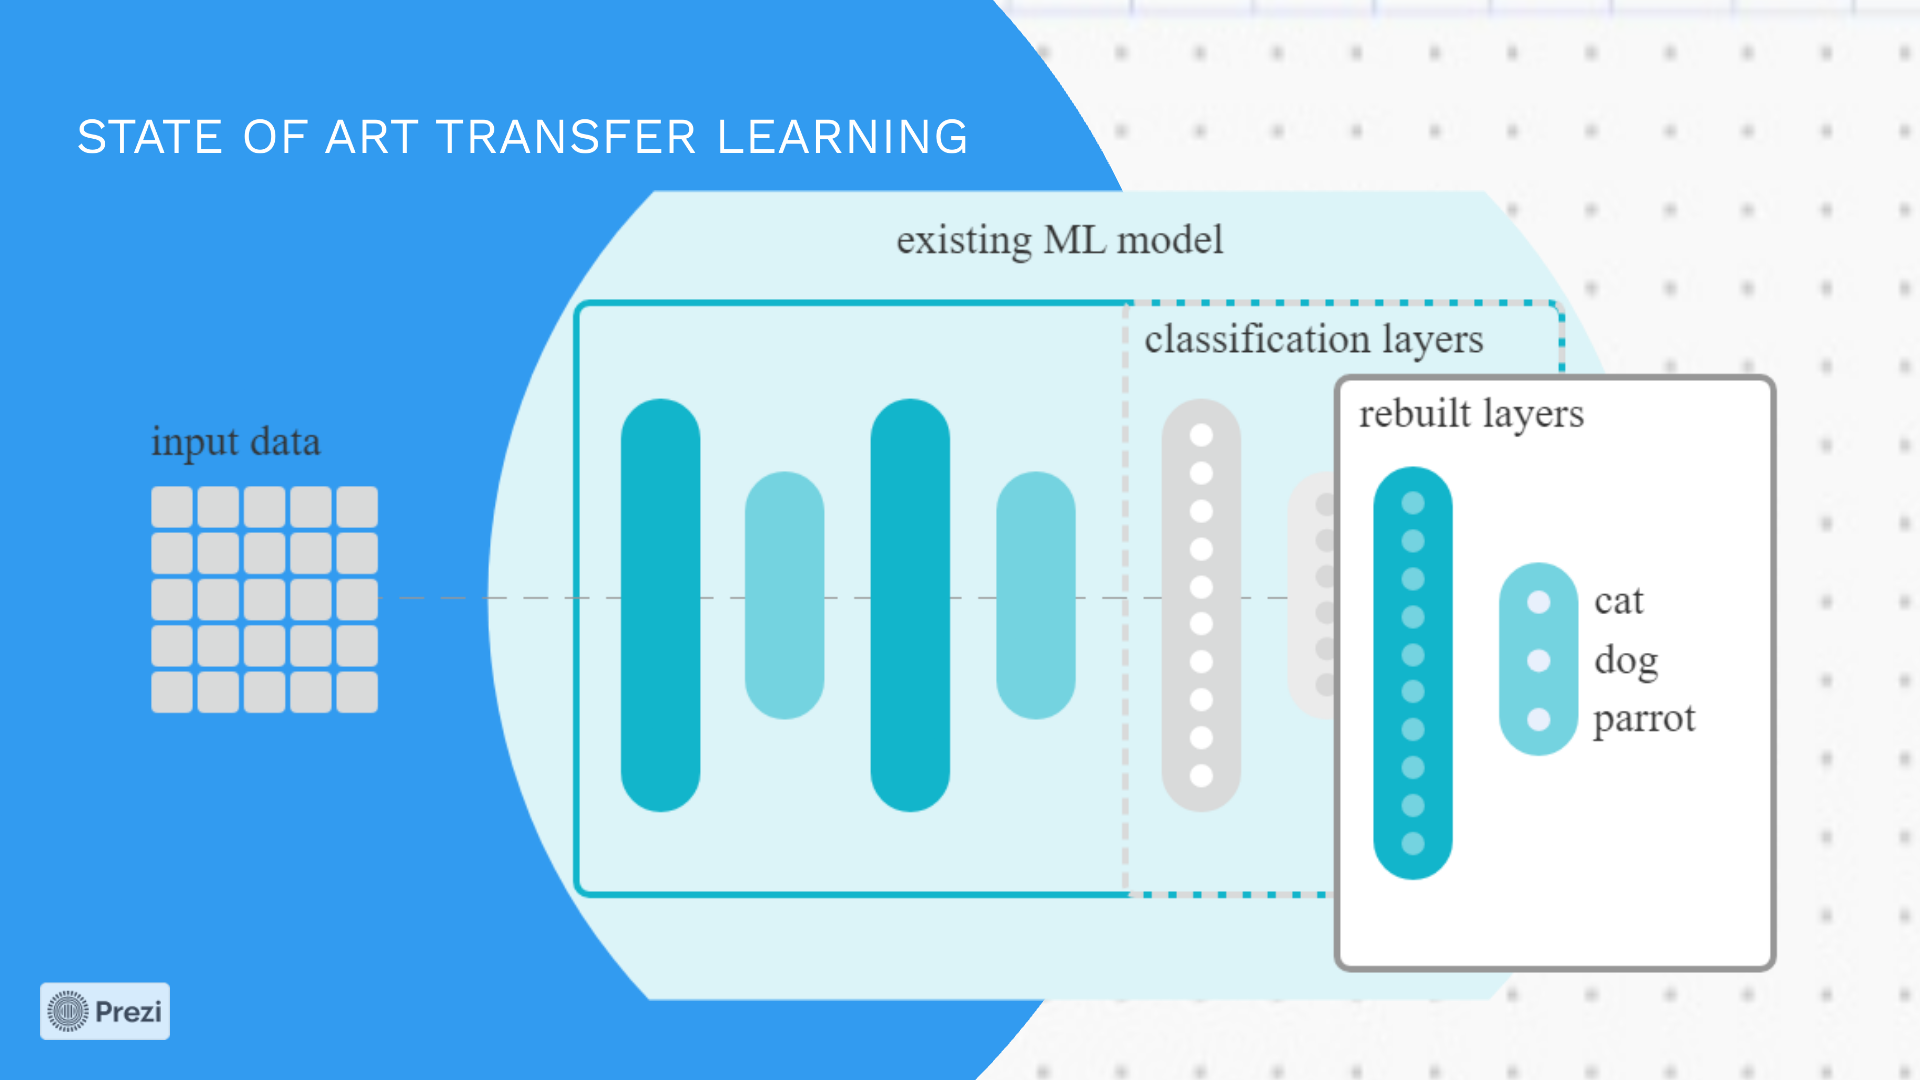 STATE OF ART TRANSFER LEARNING
existing ML model
classification layers
rebuilt layers
input data
cat
dog
parrot
Prezi